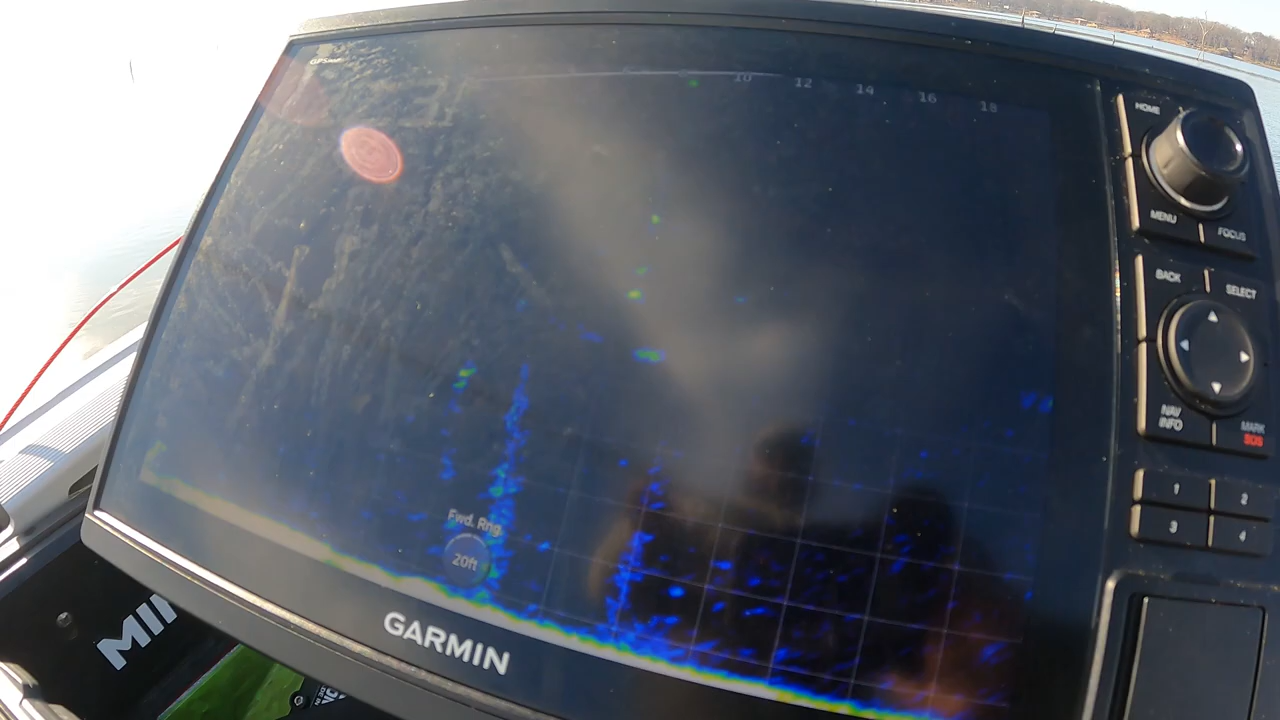 10 12 14 16 18
HOME
MENU
FOCUS
BACK
SELECT
NAV
INFO
MARK
SOS
1
2
3
4
Fwd. Rng.
20ft
GARMIN